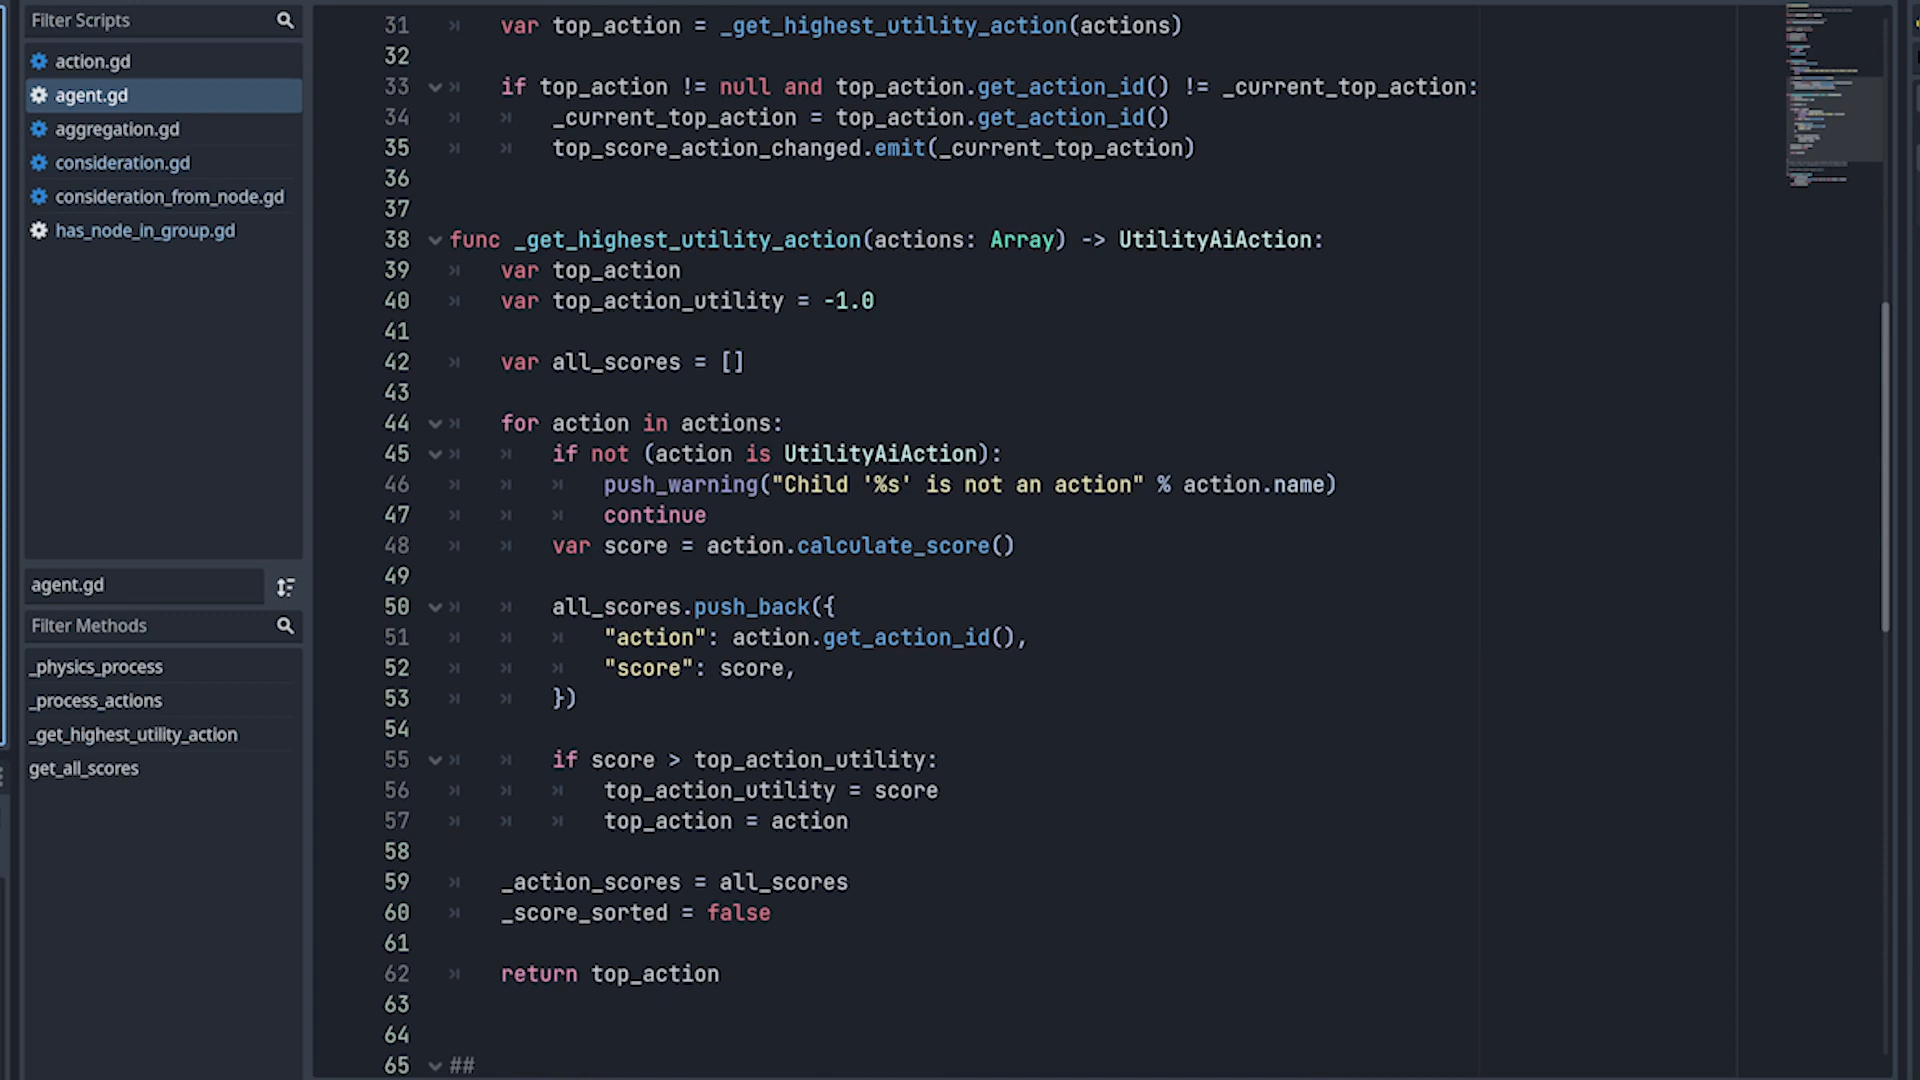 Filter Scripts
action.gd
agent.gd
aggregation.gd
consideration.gd
consideration_from_node.gd
has_node_in_group.gd
agent.gd
Filter Methods
_physics_process
_process_actions
_get_highest_utility_action
get_all_scores
31 var top_action = _get_highest_utility_action(actions)
32
33 if top_action != null and top_action.get_action_id() != _current_top_action:
34 _current_top_action = top_action.get_action_id()
35 top_score_action_changed.emit(_current_top_action)
36
37
38 func _get_highest_utility_action(actions: Array) -> UtilityAiAction:
39 var top_action
40 var top_action_utility = -1.0
41
42 var all_scores = []
43
44 for action in actions:
45 if not (action is UtilityAiAction):
46 push_warning("Child '%s' is not an action" % action.name)
47 continue
48 var score = action.calculate_score()
49
50 all_scores.push_back({
51 "action": action.get_action_id(),
52 "score": score,
53 })
54
55 if score > top_action_utility:
56 top_action_utility = score
57 top_action = action
58
59 _action_scores = all_scores
60 _score_sorted = false
61
62 return top_action
63
64
65 ##